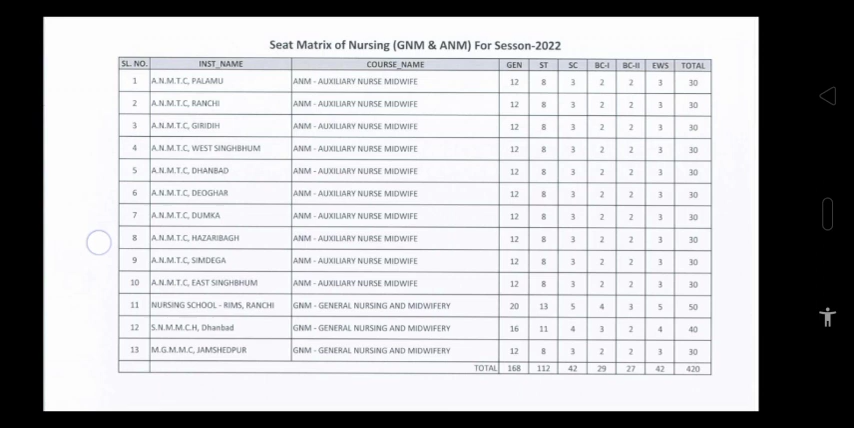 Seat Matrix of Nursing (GNM & ANM) For Sesson-2022
SL. NO. INST_NAME COURSE_NAME GEN ST SC BC-I BC-II EWS TOTAL
1 A.N.M.T.C, PALAMU ANM - AUXILIARY NURSE MIDWIFE 12 8 3 2 2 3 30
2 A.N.M.T.C, RANCHI ANM - AUXILIARY NURSE MIDWIFE 12 8 3 2 2 3 30
3 A.N.M.T.C, GIRIDIH ANM - AUXILIARY NURSE MIDWIFE 12 8 3 2 2 3 30
4 A.N.M.T.C, WEST SINGHBHUM ANM - AUXILIARY NURSE MIDWIFE 12 8 3 2 2 3 30
5 A.N.M.T.C, DHANBAD ANM - AUXILIARY NURSE MIDWIFE 12 8 3 2 2 3 30
6 A.N.M.T.C, DEOGHAR ANM - AUXILIARY NURSE MIDWIFE 12 8 3 2 2 3 30
7 A.N.M.T.C, DUMKA ANM - AUXILIARY NURSE MIDWIFE 12 8 3 2 2 3 30
8 A.N.M.T.C, HAZARIBAGH ANM - AUXILIARY NURSE MIDWIFE 12 8 3 2 2 3 30
9 A.N.M.T.C, SIMDEGA ANM - AUXILIARY NURSE MIDWIFE 12 8 3 2 2 3 30
10 A.N.M.T.C, EAST SINGHBHUM ANM - AUXILIARY NURSE MIDWIFE 12 8 3 2 2 3 30
11 NURSING SCHOOL - RIMS, RANCHI GNM - GENERAL NURSING AND MIDWIFERY 20 13 5 4 3 5 50
12 S.N.M.M.C.H, Dhanbad GNM - GENERAL NURSING AND MIDWIFERY 16 11 4 3 2 4 40
13 M.G.M.M.C, JAMSHEDPUR GNM - GENERAL NURSING AND MIDWIFERY 12 8 3 2 2 3 30
TOTAL 168 112 42 29 27 42 420